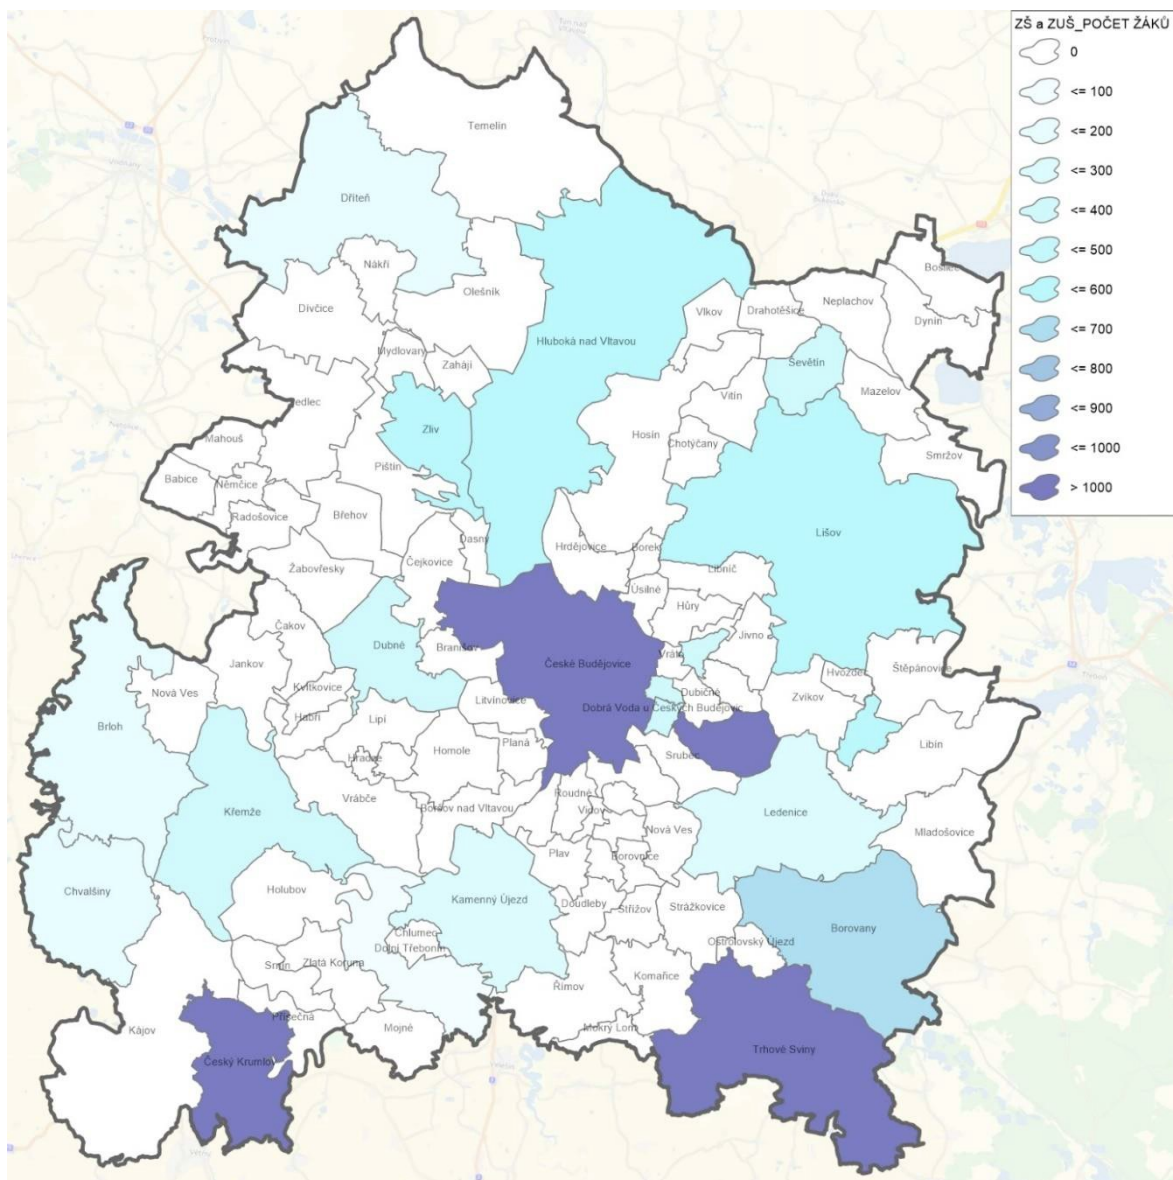 ZŠ a ZUŠ_POČET ŽÁKŮ
0
<= 100
<= 200
<= 300
<= 400
<= 500
<= 600
<= 700
<= 800
<= 900
<= 1000
> 1000
Temelín
Dříteň
Nákří
Olešník
Dívčice
Hluboká nad Vltavou
Vlkov
Drahotěšice
Neplachov
Dynín
Mydlovary
Zahájí
Ševětín
Vitín
Mazelov
Zliv
Hosín
Chotýčany
Mahouš
Pištín
Smržov
Babice
Němčice
Radošovice
Břehov
Lišov
Dasny
Hrdějovice
Borek
Čejkovice
Žabovřesky
Libníč
Úsilné
Hůry
Čakov
Dubné
Branišov
Jivno
Jankov
České Budějovice
Vráto
Hvozdec
Štěpánovice
Nová Ves
Kvítkovice
Dubičné
Zvíkov
Habří
Lipí
Litvínovice
Dobrá Voda u Českých Budějovic
Brloh
Planá
Homole
Libín
Hradce
Srubec
Vrábče
Roudné
Boršov nad Vltavou
Vidov
Křemže
Ledenice
Nová Ves
Mladošovice
Plav
Borovnice
Chvalšiny
Holubov
Kamenný Újezd
Doudleby
Střížov
Strážkovice
Borovany
Chlumec
Dolní Třebonín
Ostrolovský Újezd
Srnín
Zlatá Koruna
Římov
Komařice
Přísečná
Kájov
Mojné
Mokrý Lom
Český Krumlov
Trhové Sviny